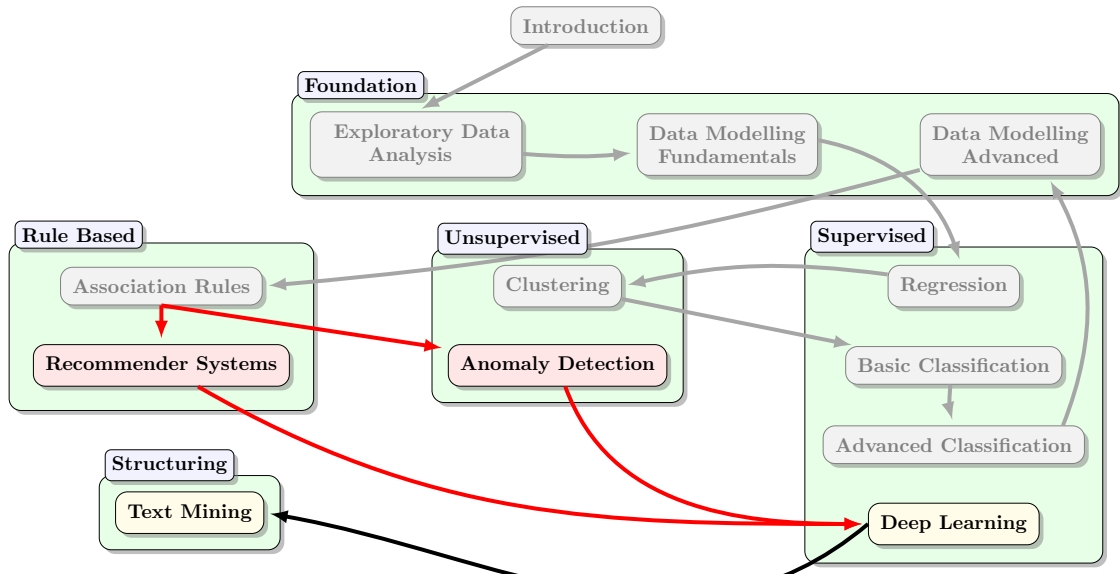 Introduction
Foundation
Exploratory Data
Analysis
Data Modelling
Fundamentals
Data Modelling
Advanced
Rule Based
Association Rules
Recommender Systems
Unsupervised
Clustering
Anomaly Detection
Supervised
Regression
Basic Classification
Advanced Classification
Deep Learning
Structuring
Text Mining